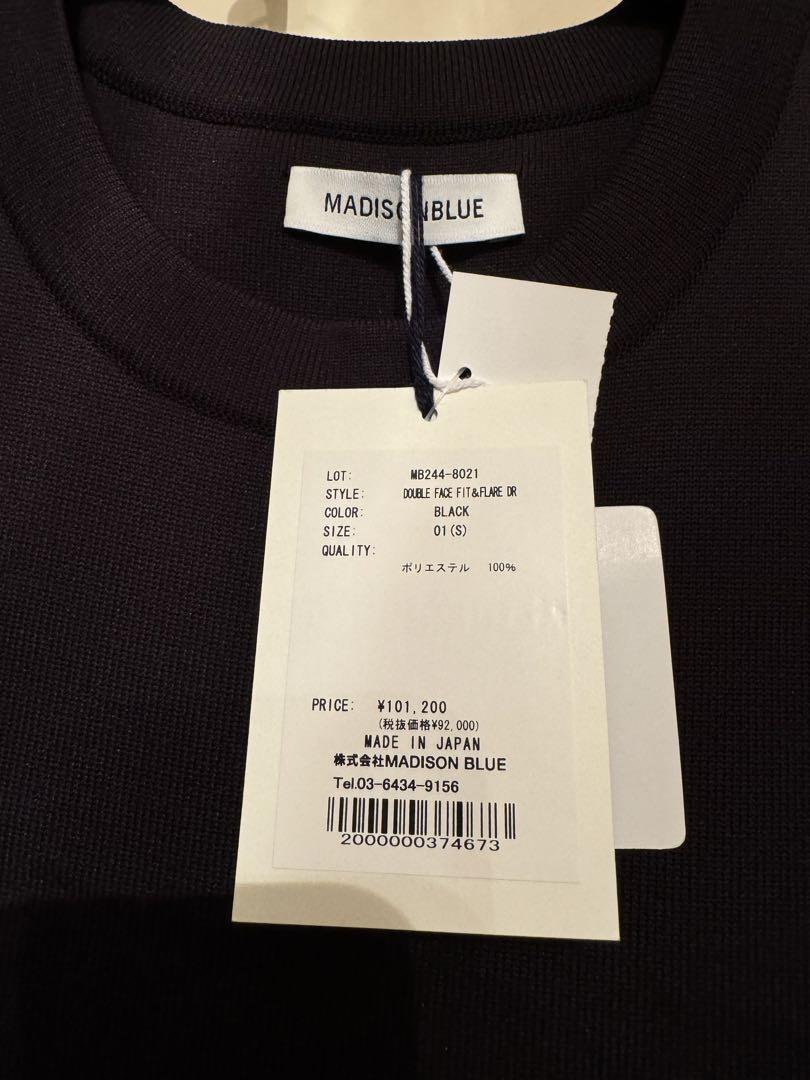 MADISONBLUE
LOT: MB244-8021
STYLE: DOUBLE FACE FIT&FLARE DR
COLOR: BLACK
SIZE: 01(S)
QUALITY:
ポリエステル 100%
PRICE: ¥101,200
(税抜価格¥92,000)
MADE IN JAPAN
株式会社MADISON BLUE
Tel.03-6434-9156
2000000374673